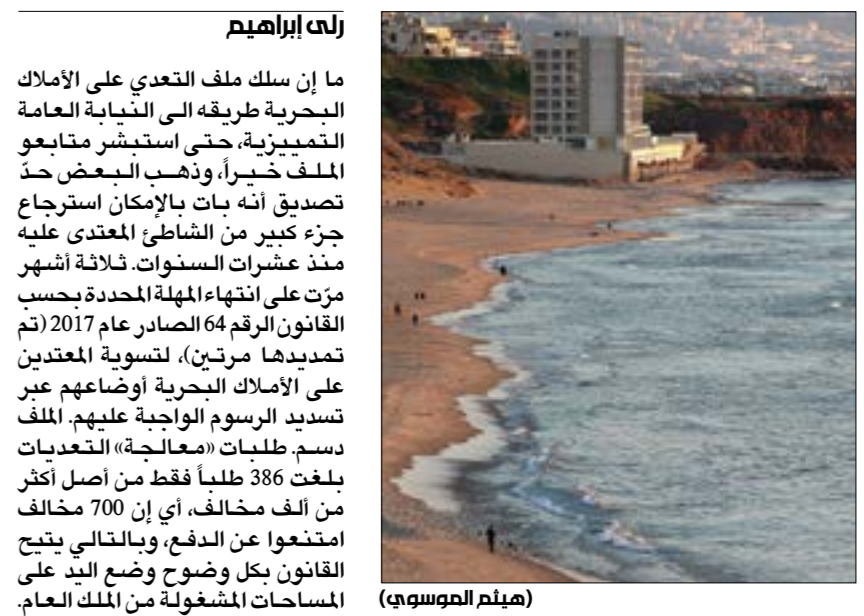 رلى إبراهيم
ما إن سلك ملف التعدي على الأملاك
البحرية طريقه الى النيابة العامة
التمييزية، حتى استبشر متابعو
الملف خيراً، وذهب البعض حدّ
تصديق أنه بات بالإمكان استرجاع
جزء كبير من الشاطئ المعتدى عليه
منذ عشرات السنوات. ثلاثة أشهر
مرّت على انتهاء المهلة المحددة بحسب
القانون الرقم 64 الصادر عام 2017 (تم
تمديدها مرتين)، لتسوية المعتدين
على الأملاك البحرية أوضاعهم عبر
تسديد الرسوم الواجبة عليهم. الملف
دسم. طلبات «معالجة» التعديات
بلغت 386 طلباً فقط من أصل أكثر
من ألف مخالف، أي إن 700 مخالف
امتنعوا عن الدفع، وبالتالي يتيح
القانون بكل وضوح وضع اليد على
المساحات المشغولة من الملك العام.
(هيثم الموسوي)